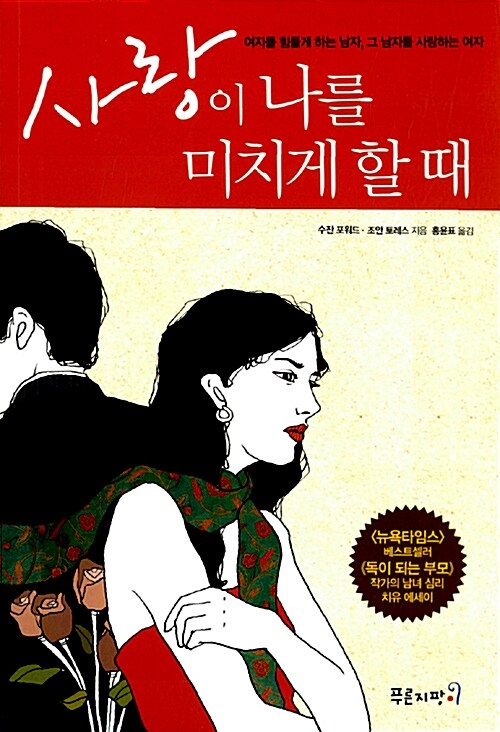 여자를 힘들게 하는 남자, 그 남자를 사랑하는 여자
사랑이 나를
미치게 할 때
수잔 포워드 · 조안 토레스 지음 홍윤표 옮김
〈뉴욕타임스〉
베스트셀러
〈독이 되는 부모〉
작가의 남녀 심리
치유 에세이
푸른지팡이